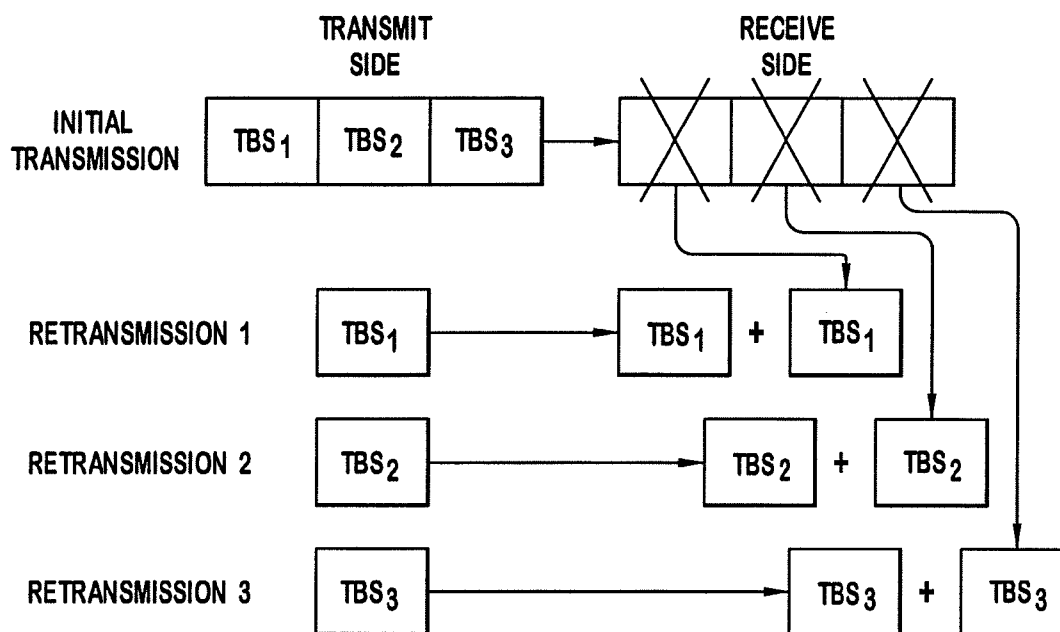 TRANSMIT SIDE
RECEIVE SIDE
INITIAL TRANSMISSION
TBS1 TBS2 TBS3
RETRANSMISSION 1
TBS1
TBS1 + TBS1
RETRANSMISSION 2
TBS2
TBS2 + TBS2
RETRANSMISSION 3
TBS3
TBS3 + TBS3